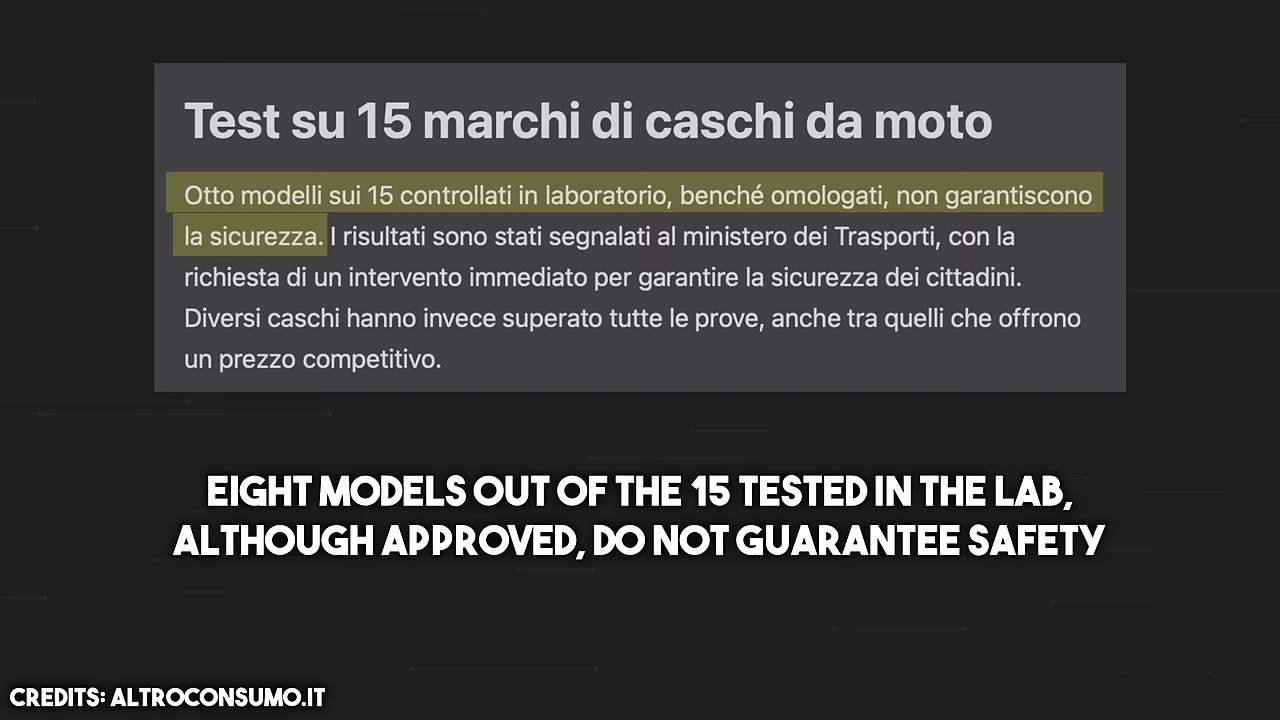 Test su 15 marchi di caschi da moto
Otto modelli sui 15 controllati in laboratorio, benché omologati, non garantiscono
la sicurezza. I risultati sono stati segnalati al ministero dei Trasporti, con la
richiesta di un intervento immediato per garantire la sicurezza dei cittadini.
Diversi caschi hanno invece superato tutte le prove, anche tra quelli che offrono
un prezzo competitivo.
EIGHT MODELS OUT OF THE 15 TESTED IN THE LAB,
ALTHOUGH APPROVED, DO NOT GUARANTEE SAFETY
CREDITS: ALTROCONSUMO.IT